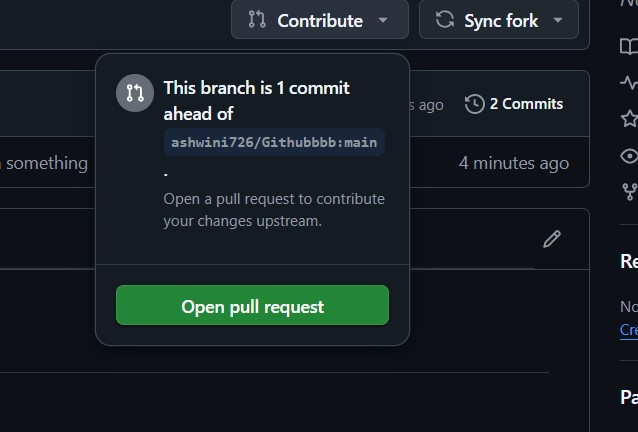 Contribute
Sync fork
This branch is 1 commit
ahead of
ashwini726/Githubbbb:main
.
Open a pull request to contribute
your changes upstream.
Open pull request
s ago
2 Commits
something
4 minutes ago
Re
No
Cre
Pa